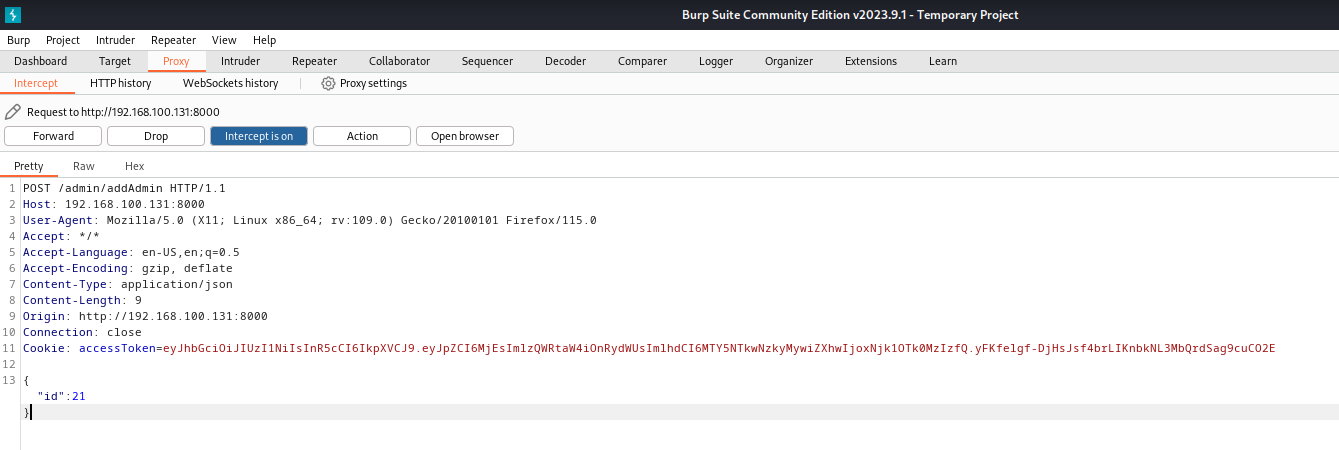 Burp Suite Community Edition v2023.9.1 - Temporary Project
Burp Project Intruder Repeater View Help
Dashboard Target Proxy Intruder Repeater Collaborator Sequencer Decoder Comparer Logger Organizer Extensions Learn
Intercept HTTP history WebSockets history Proxy settings
Request to http://192.168.100.131:8000
Forward Drop Intercept is on Action Open browser
Pretty Raw Hex
1 POST /admin/addAdmin HTTP/1.1
2 Host: 192.168.100.131:8000
3 User-Agent: Mozilla/5.0 (X11; Linux x86_64; rv:109.0) Gecko/20100101 Firefox/115.0
4 Accept: */*
5 Accept-Language: en-US,en;q=0.5
6 Accept-Encoding: gzip, deflate
7 Content-Type: application/json
8 Content-Length: 9
9 Origin: http://192.168.100.131:8000
10 Connection: close
11 Cookie: accessToken=eyJhbGciOiJIUzI1NiIsInR5cCI6IkpXVCJ9.eyJpZCI6MjEsImlzQWRtaW4iOnRydWUsImlhdCI6MTY5NTkwNzkyMywiZXhwIjoxNjk1OTk0MzIzfQ.yFKfelgf-DjHsJsf4brLIKnbkNL3MbQrdSag9cuCO2E
12
13 {
"id":21
}